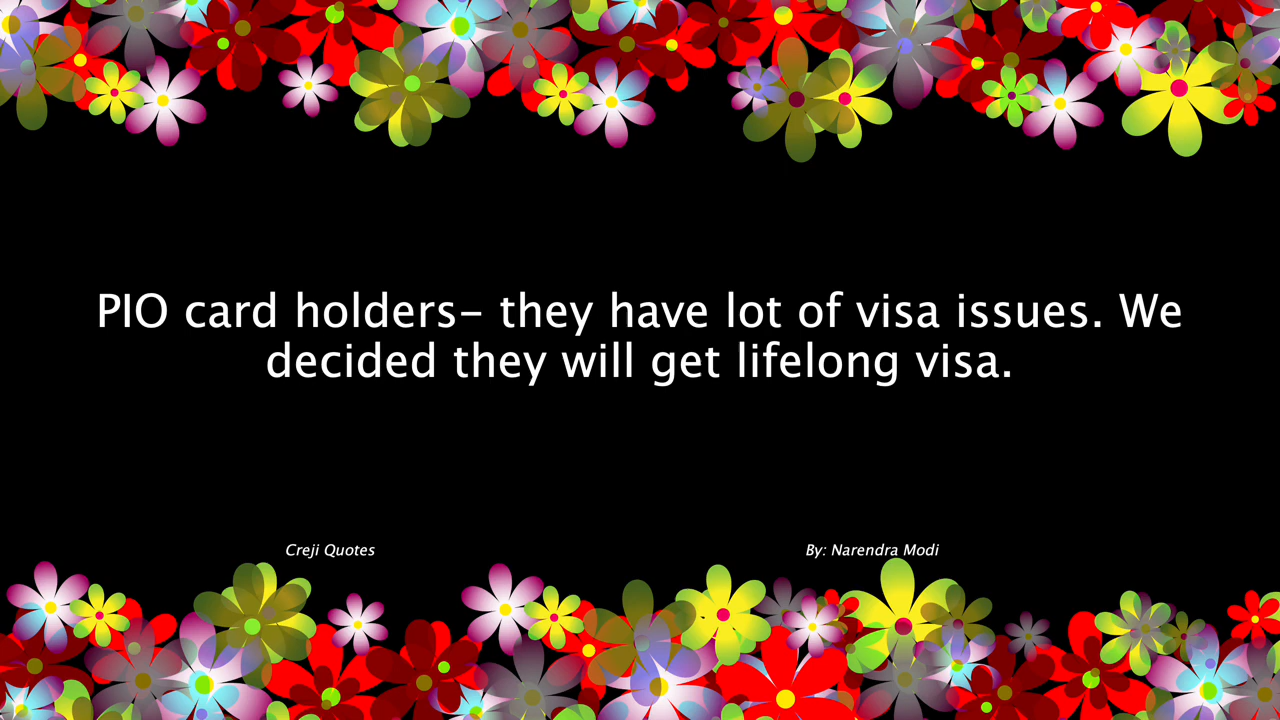 PIO card holders– they have lot of visa issues. We
decided they will get lifelong visa.
Creji Quotes
By: Narendra Modi